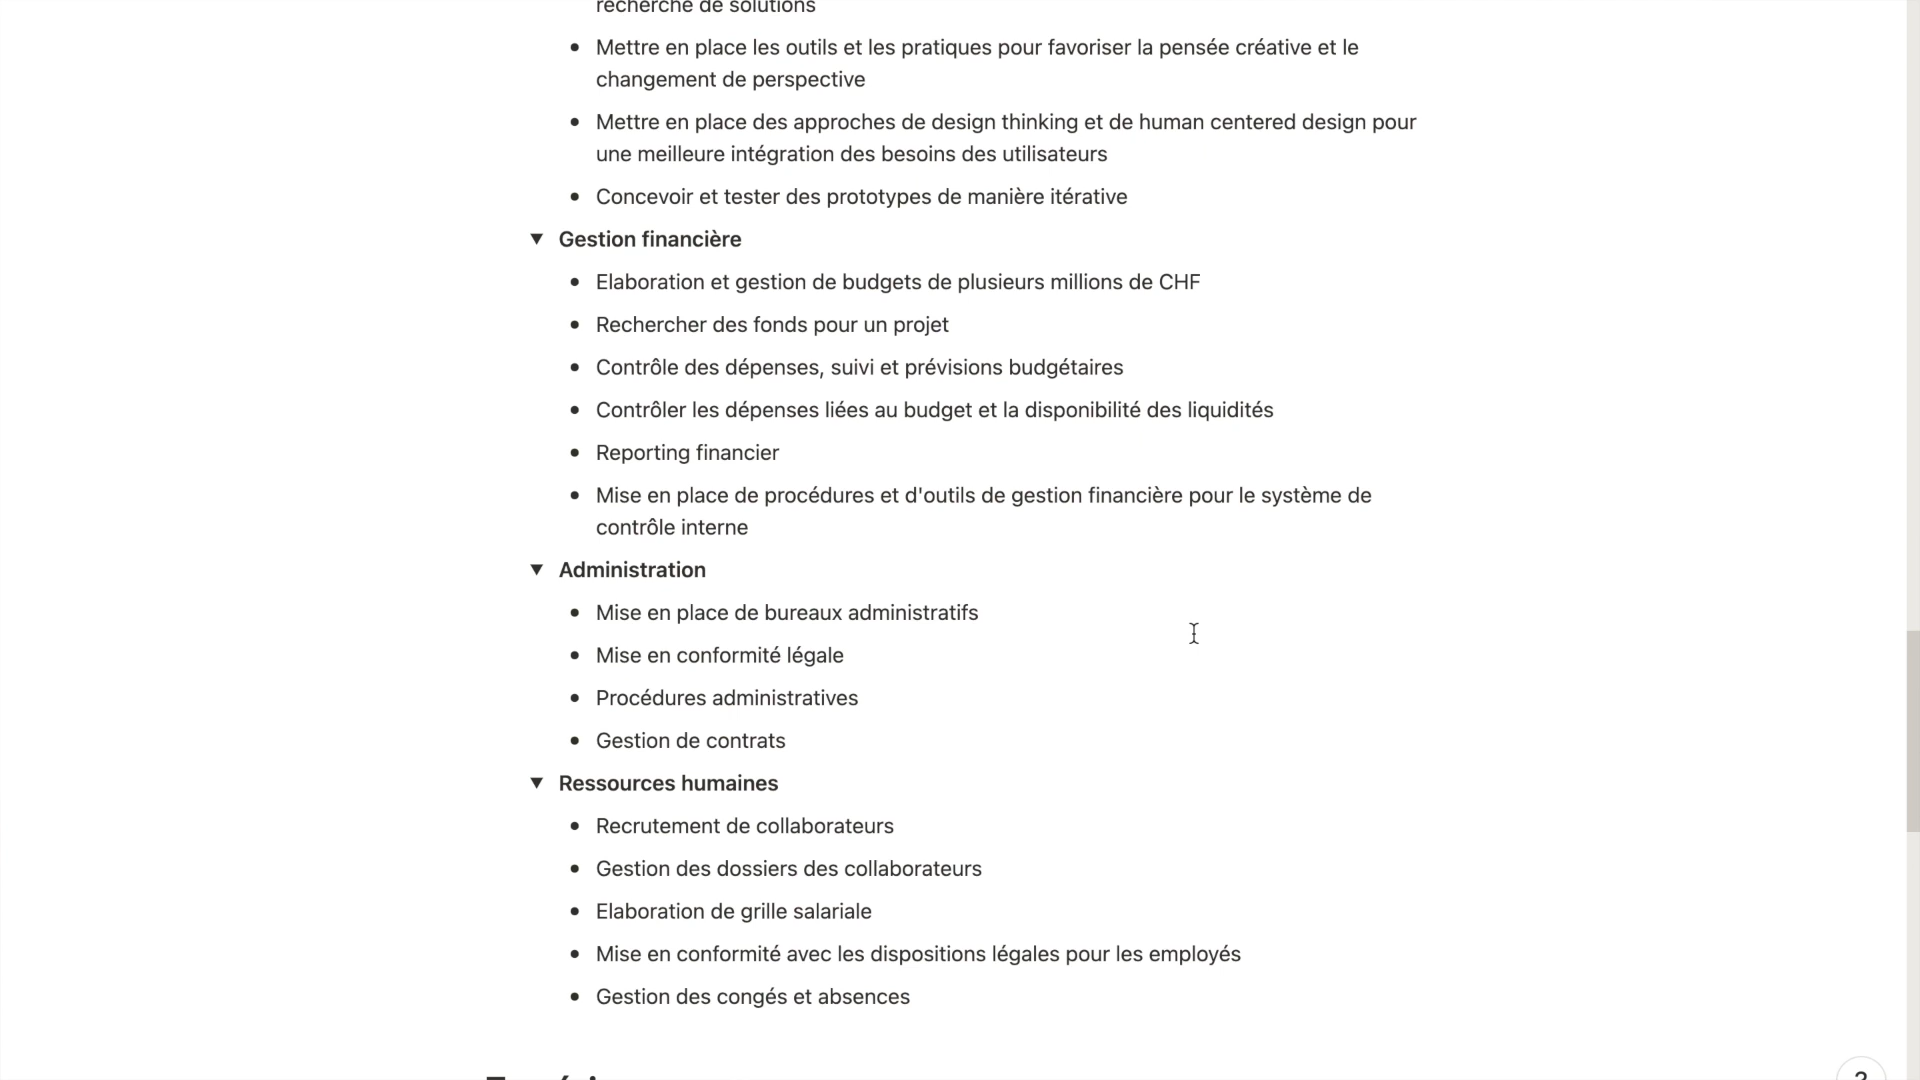 recherche de solutions
Mettre en place les outils et les pratiques pour favoriser la pensée créative et le
changement de perspective
Mettre en place des approches de design thinking et de human centered design pour
une meilleure intégration des besoins des utilisateurs
Concevoir et tester des prototypes de manière itérative
Gestion financière
Elaboration et gestion de budgets de plusieurs millions de CHF
Rechercher des fonds pour un projet
Contrôle des dépenses, suivi et prévisions budgétaires
Contrôler les dépenses liées au budget et la disponibilité des liquidités
Reporting financier
Mise en place de procédures et d'outils de gestion financière pour le système de
contrôle interne
Administration
Mise en place de bureaux administratifs
Mise en conformité légale
Procédures administratives
Gestion de contrats
Ressources humaines
Recrutement de collaborateurs
Gestion des dossiers des collaborateurs
Elaboration de grille salariale
Mise en conformité avec les dispositions légales pour les employés
Gestion des congés et absences